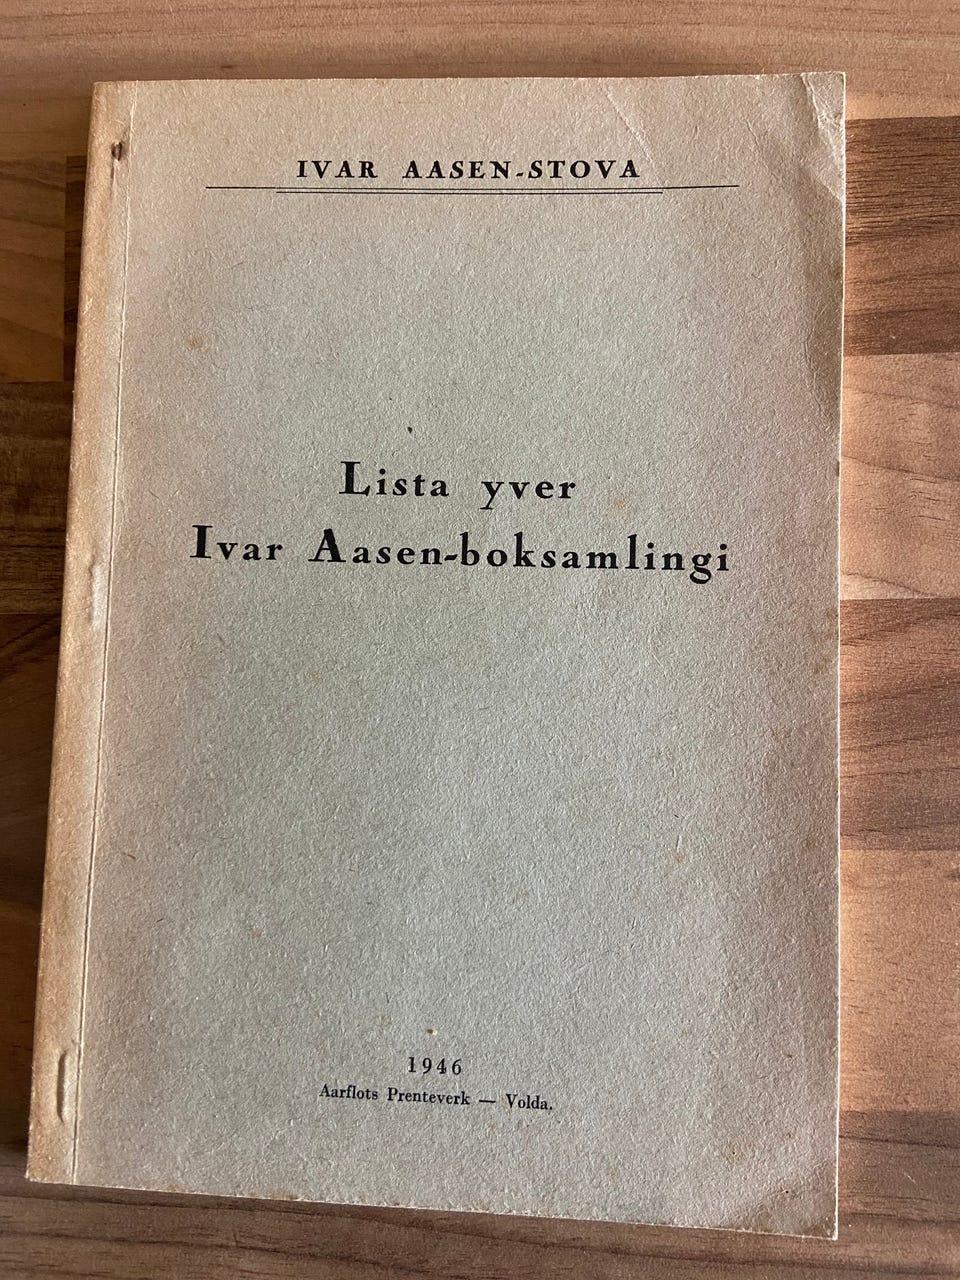 IVAR AASEN-STOVA
Lista yver
Ivar Aasen-boksamlingi
1946
Aarflots Prenteverk — Volda.